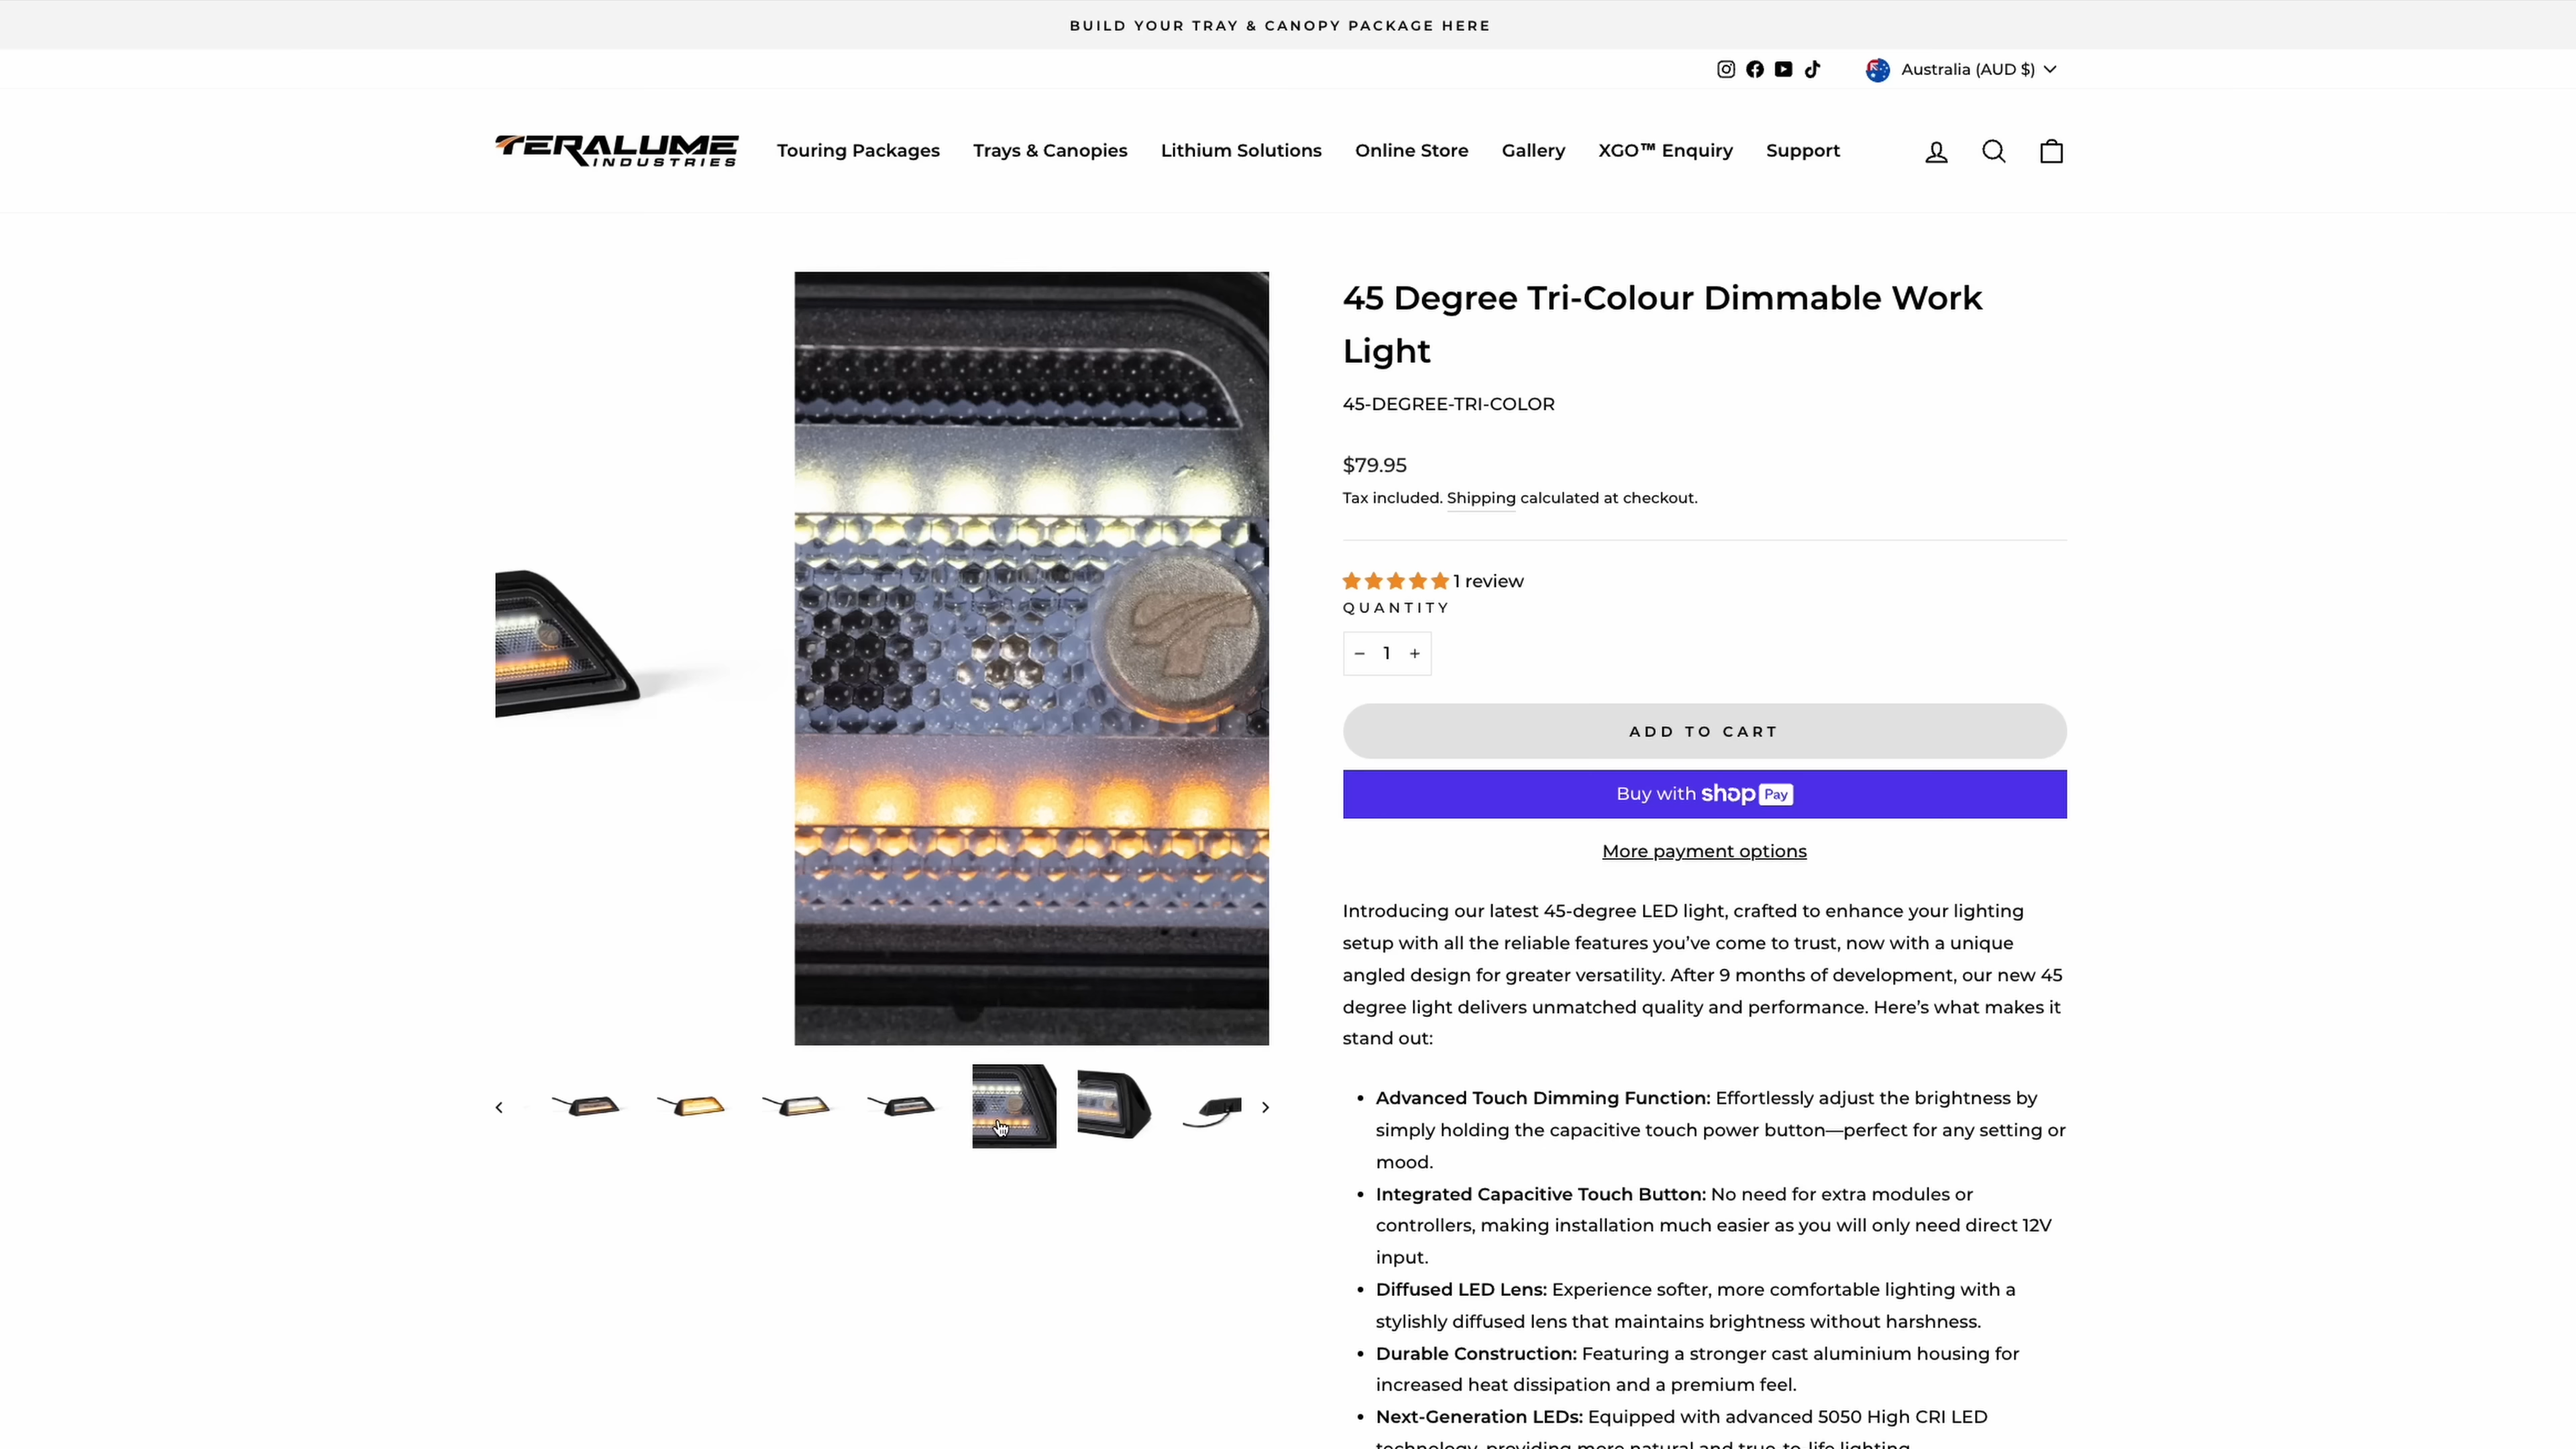 BUILD YOUR TRAY & CANOPY PACKAGE HERE
Australia (AUD $)
TERALUME
INDUSTRIES
Touring Packages
Trays & Canopies
Lithium Solutions
Online Store
Gallery
XGO™ Enquiry
Support
45 Degree Tri-Colour Dimmable Work
Light
45-DEGREE-TRI-COLOR
$79.95
Tax included. Shipping calculated at checkout.
1 review
QUANTITY
− 1 +
ADD TO CART
Buy with shop Pay
More payment options
Introducing our latest 45-degree LED light, crafted to enhance your lighting
setup with all the reliable features you’ve come to trust, now with a unique
angled design for greater versatility. After 9 months of development, our new 45
degree light delivers unmatched quality and performance. Here’s what makes it
stand out:
• Advanced Touch Dimming Function: Effortlessly adjust the brightness by
simply holding the capacitive touch power button—perfect for any setting or
mood.
• Integrated Capacitive Touch Button: No need for extra modules or
controllers, making installation much easier as you will only need direct 12V
input.
• Diffused LED Lens: Experience softer, more comfortable lighting with a
stylishly diffused lens that maintains brightness without harshness.
• Durable Construction: Featuring a stronger cast aluminium housing for
increased heat dissipation and a premium feel.
• Next-Generation LEDs: Equipped with advanced 5050 High CRI LED
technology, providing more natural and true-to-life lighting.